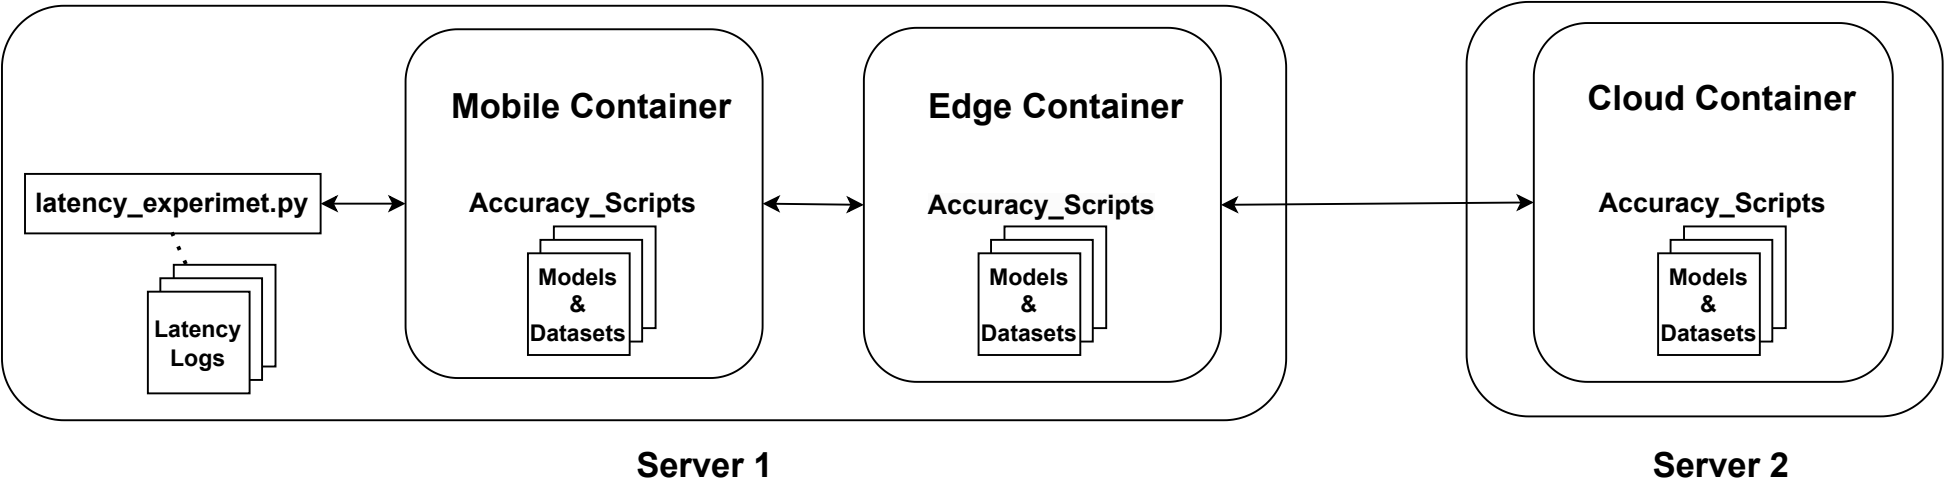 Mobile Container
Edge Container
Cloud Container
latency_experimet.py
Accuracy_Scripts
Accuracy_Scripts
Accuracy_Scripts
Latency
Logs
Models
&
Datasets
Models
&
Datasets
Models
&
Datasets
Server 1
Server 2